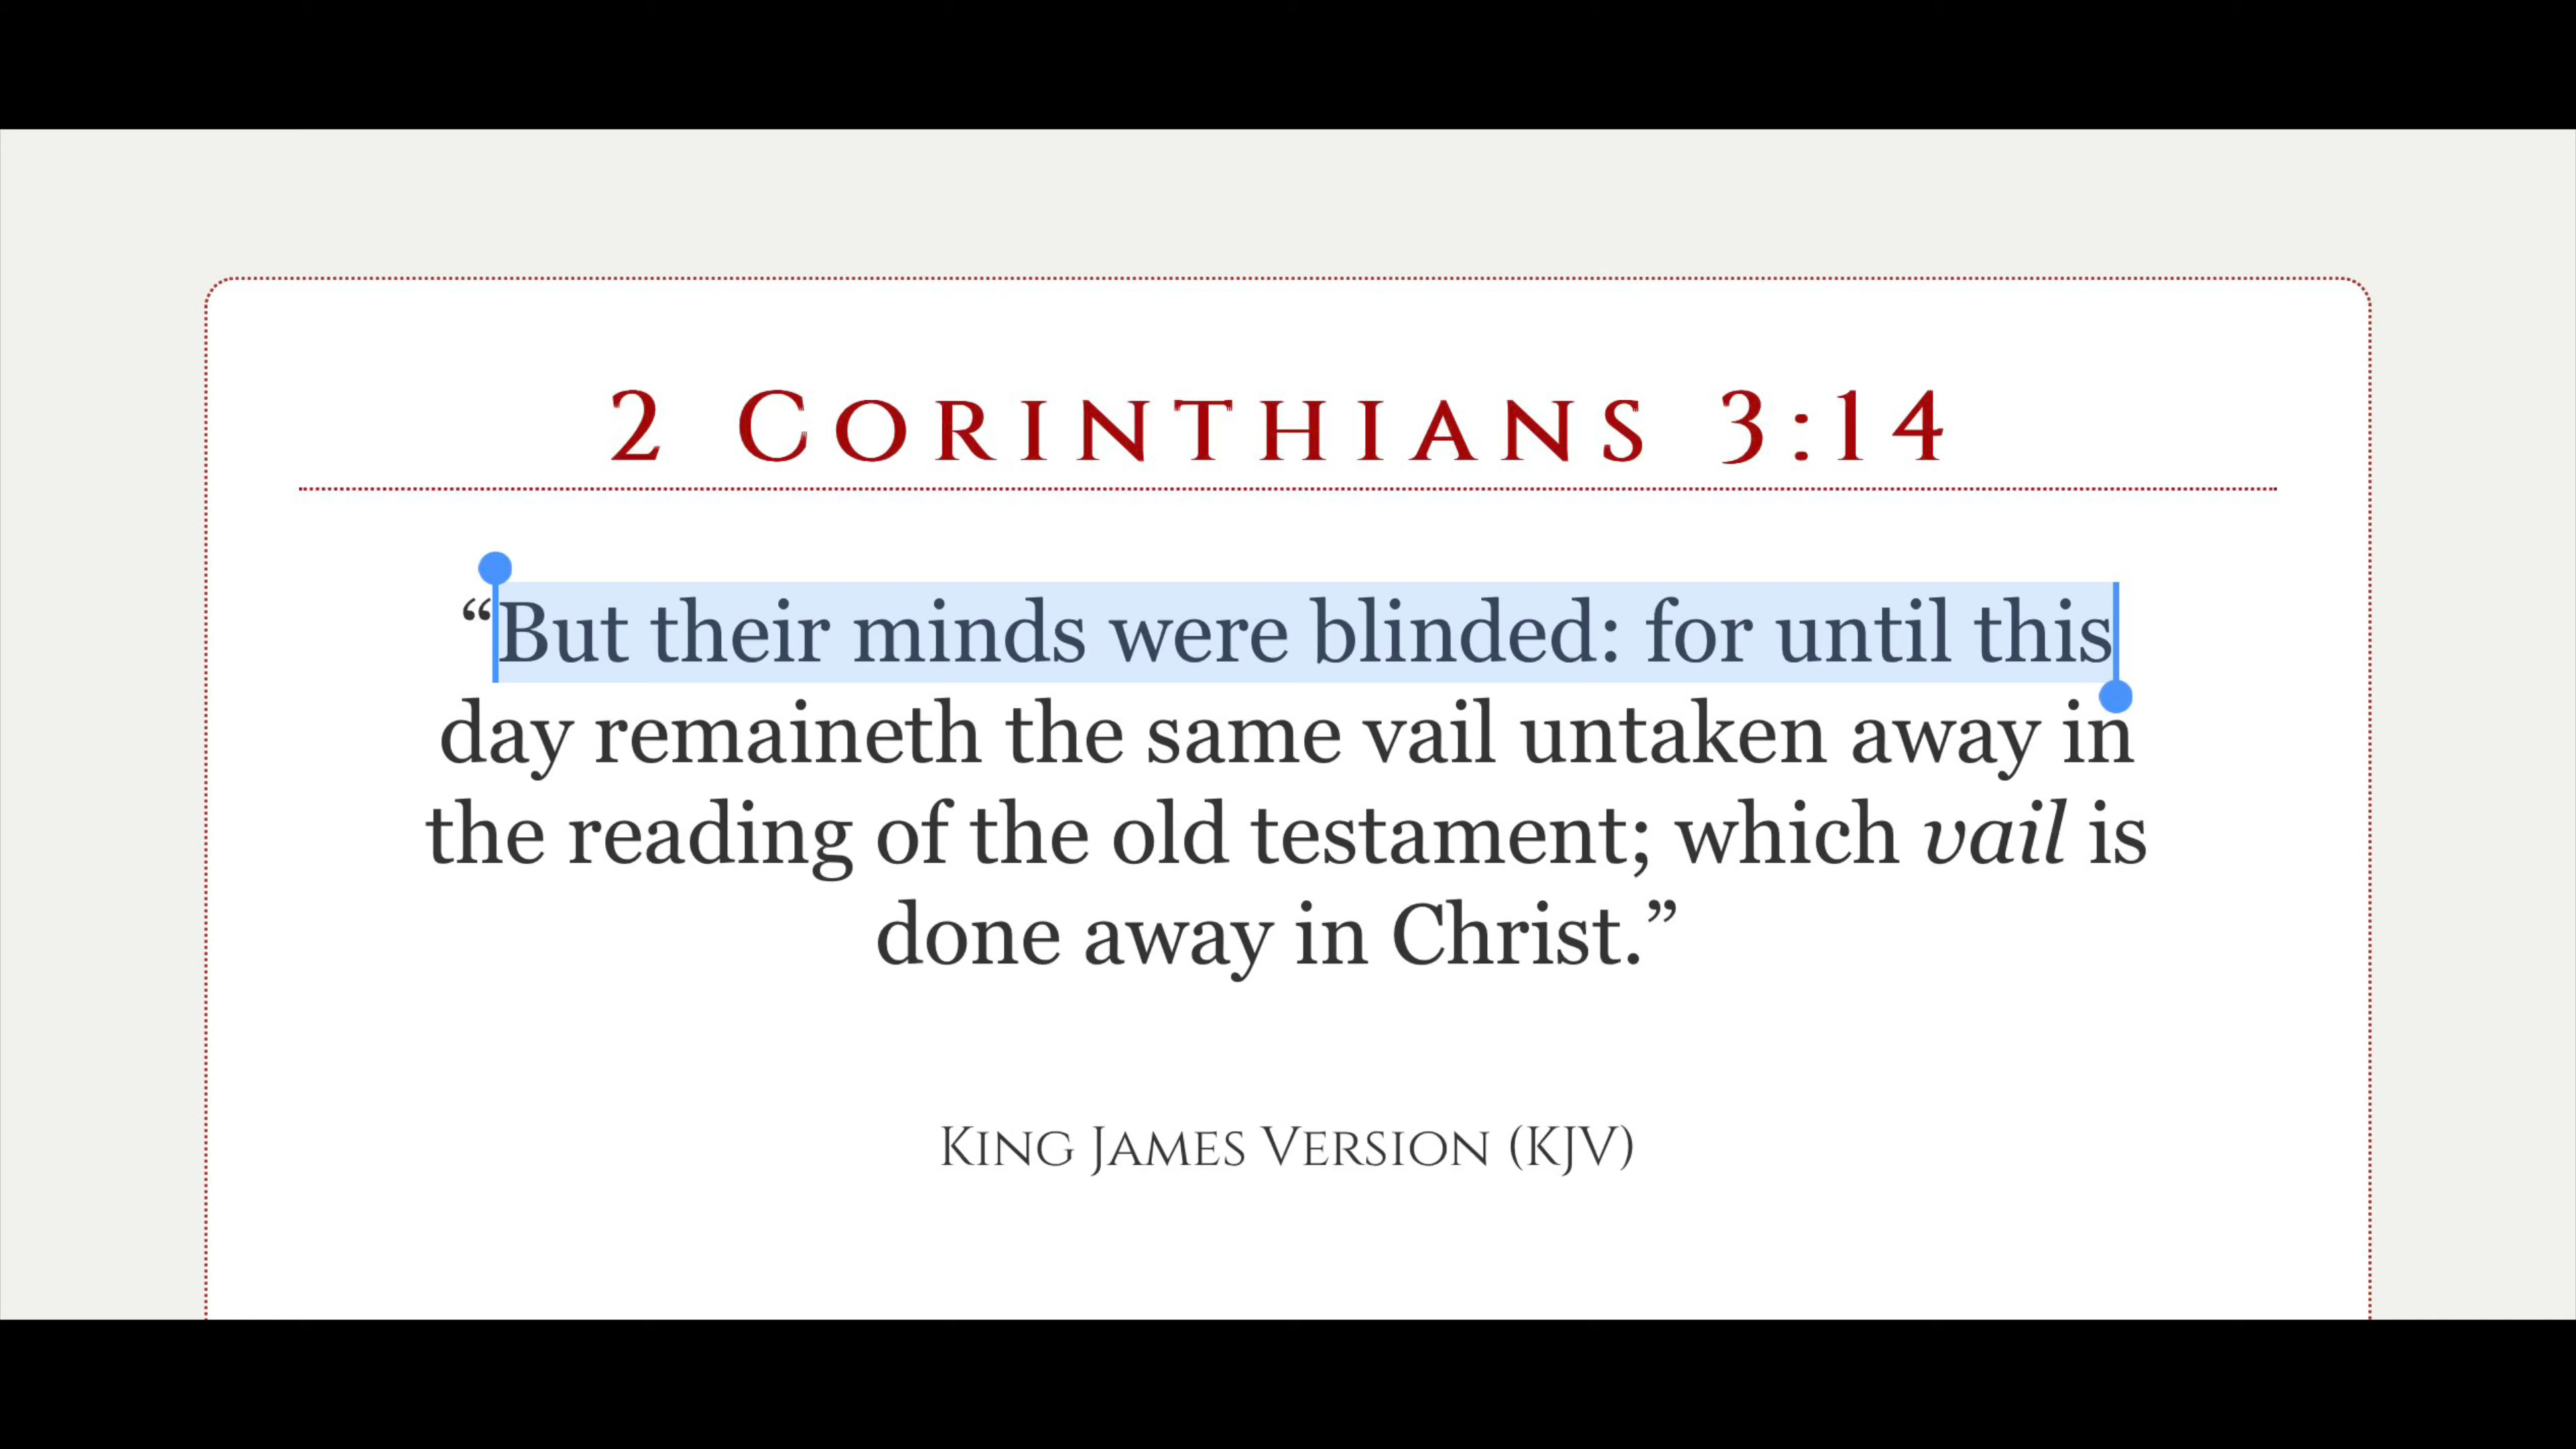 2 Corinthians 3:14
“But their minds were blinded: for until this
day remaineth the same vail untaken away in
the reading of the old testament; which vail is
done away in Christ.”
King James Version (KJV)